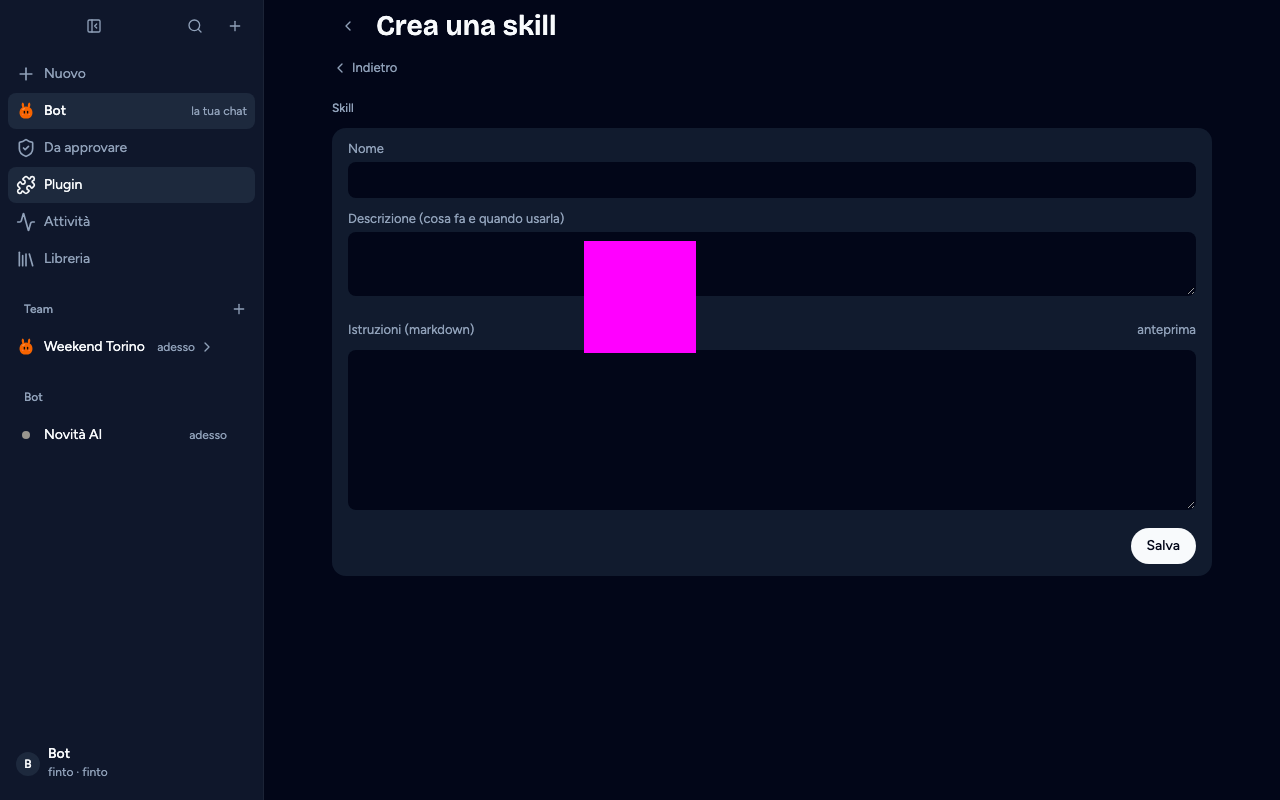 Crea una skill
Nuovo
Indietro
Bot la tua chat
Skill
Da approvare
Nome
Plugin
Descrizione (cosa fa e quando usarla)
Attività
Libreria
Team
Istruzioni (markdown) anteprima
Weekend Torino adesso
Bot
Novità AI adesso
Salva
Bot
B
finto · finto